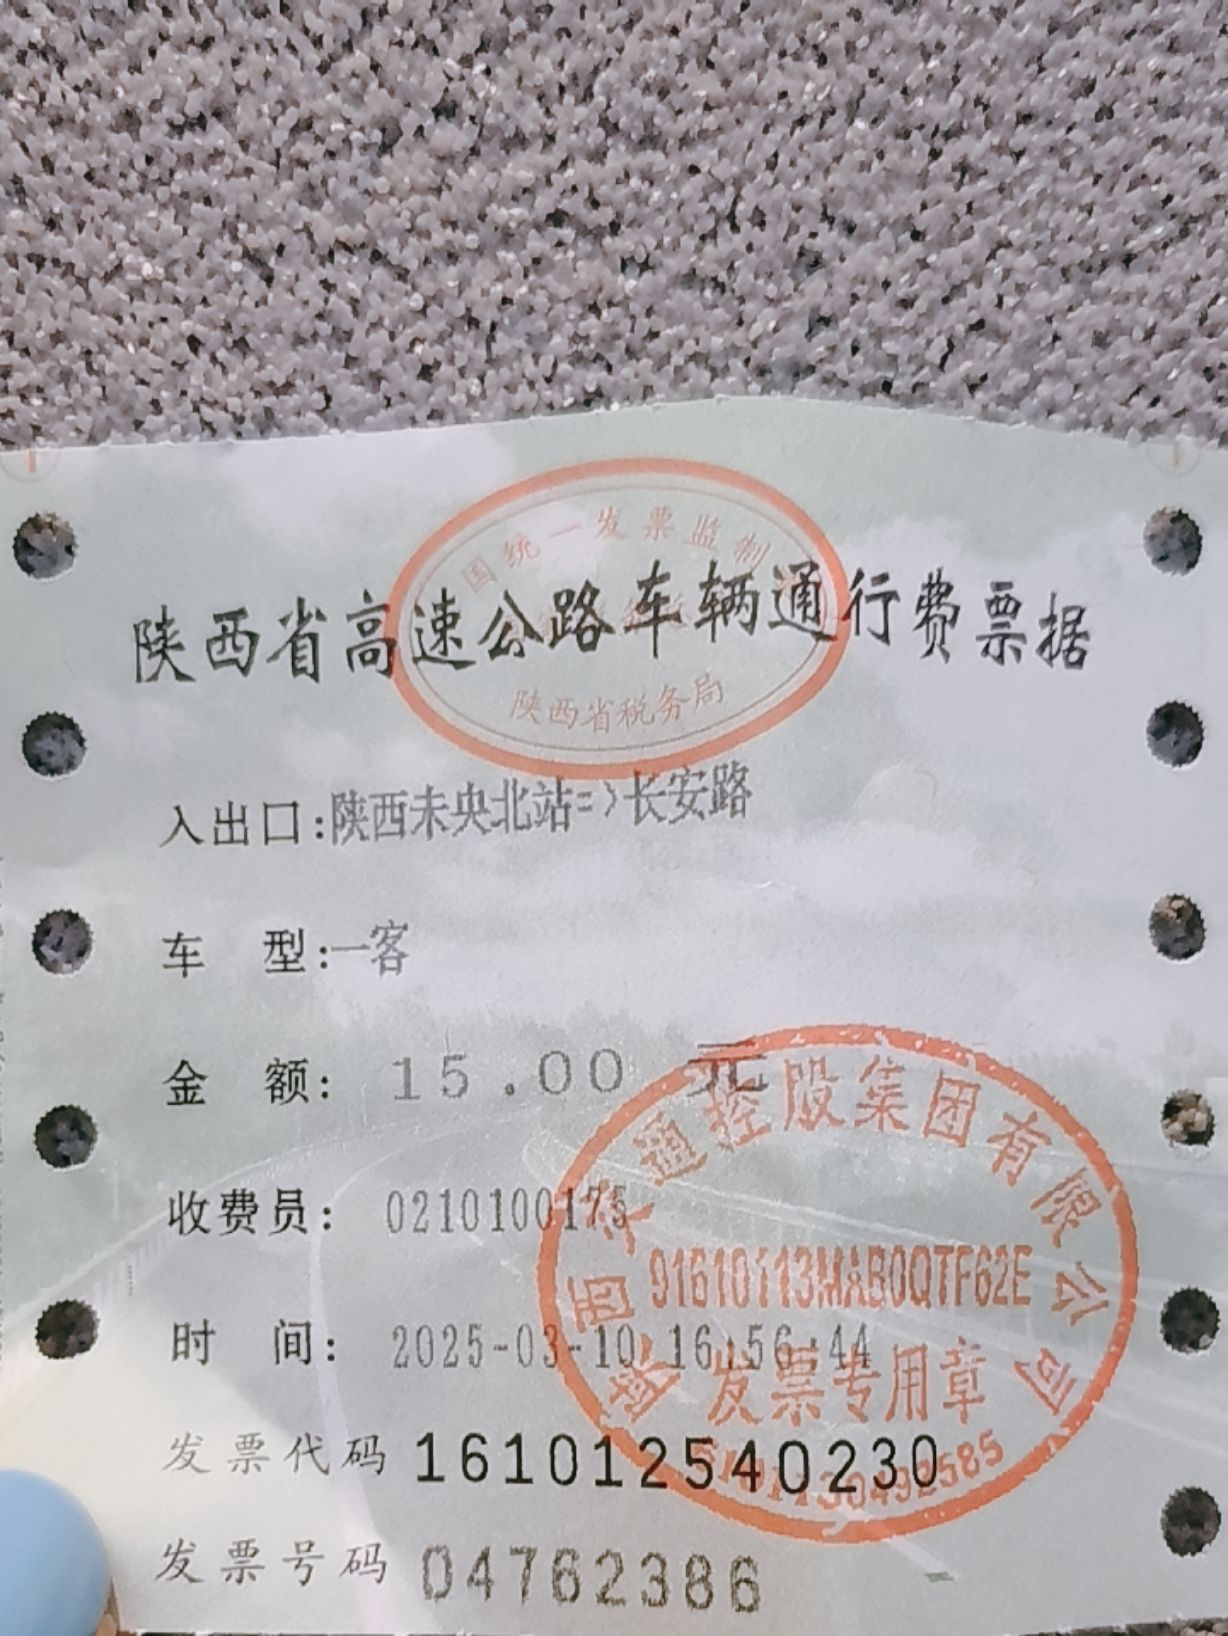 国统一发票监制
陕西省高速公路车辆通行费票据
陕西省税务局
入出口:陕西未央北站=>长安路
车 型:一客
金 额: 15.00 元
收费员: 0210100175
时 间: 2025-03-10 16:56:44
陕西交通控股集团有限公司
91610113MAB0QTF62E
发票专用章
发票代码 161012540230
发票号码 04762386